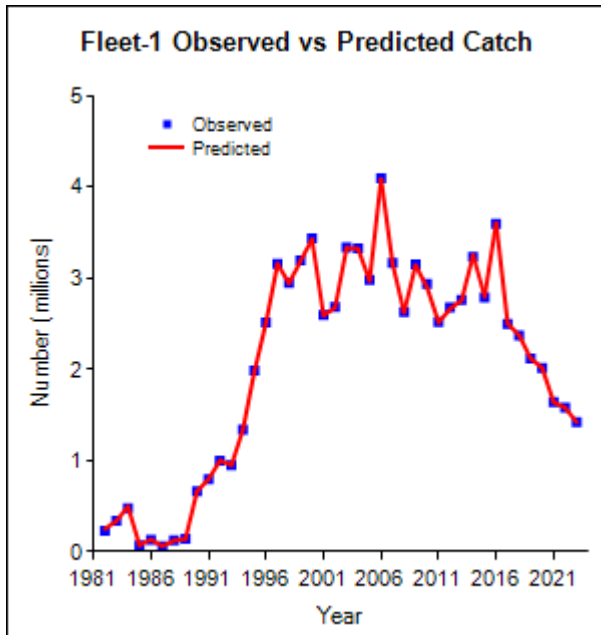 Fleet-1 Observed vs Predicted Catch
5
Observed
Predicted
4
3
2
1
0
Number (millions|
1981 1986 1991 1996 2001 2006 2011 2016 2021
Year